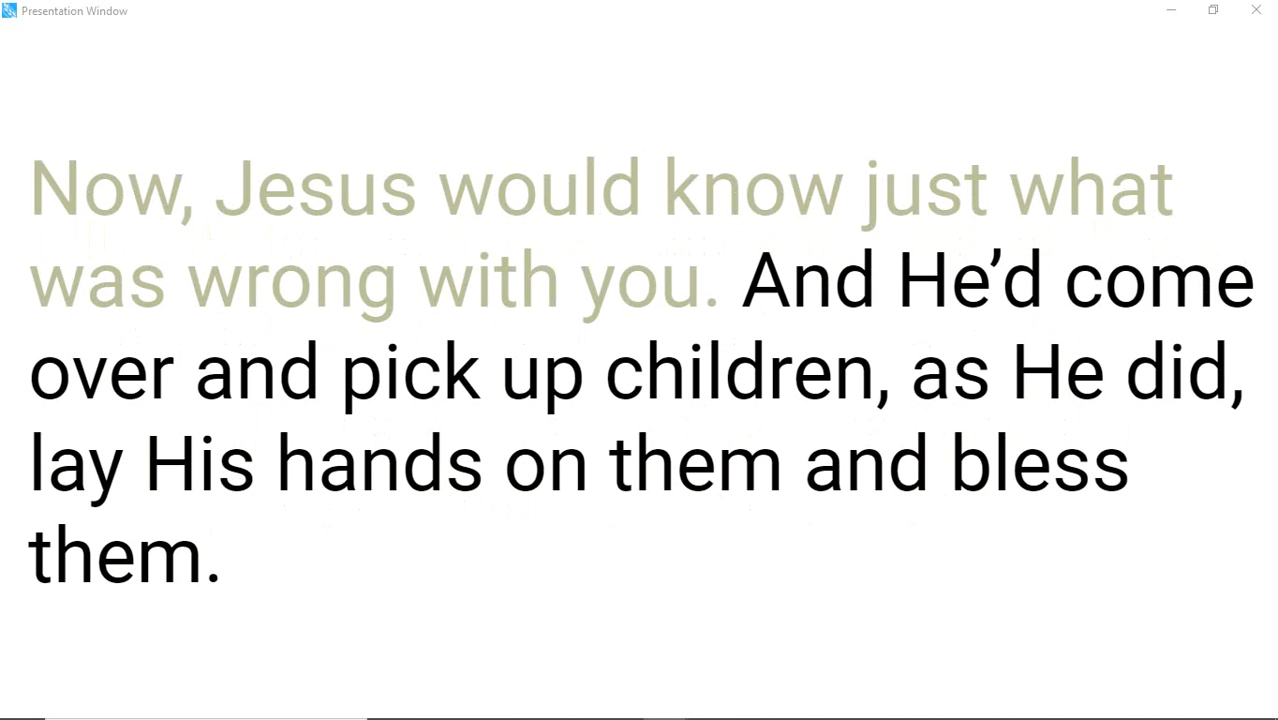 Presentation Window
Now, Jesus would know just what
was wrong with you. And He’d come
over and pick up children, as He did,
lay His hands on them and bless
them.